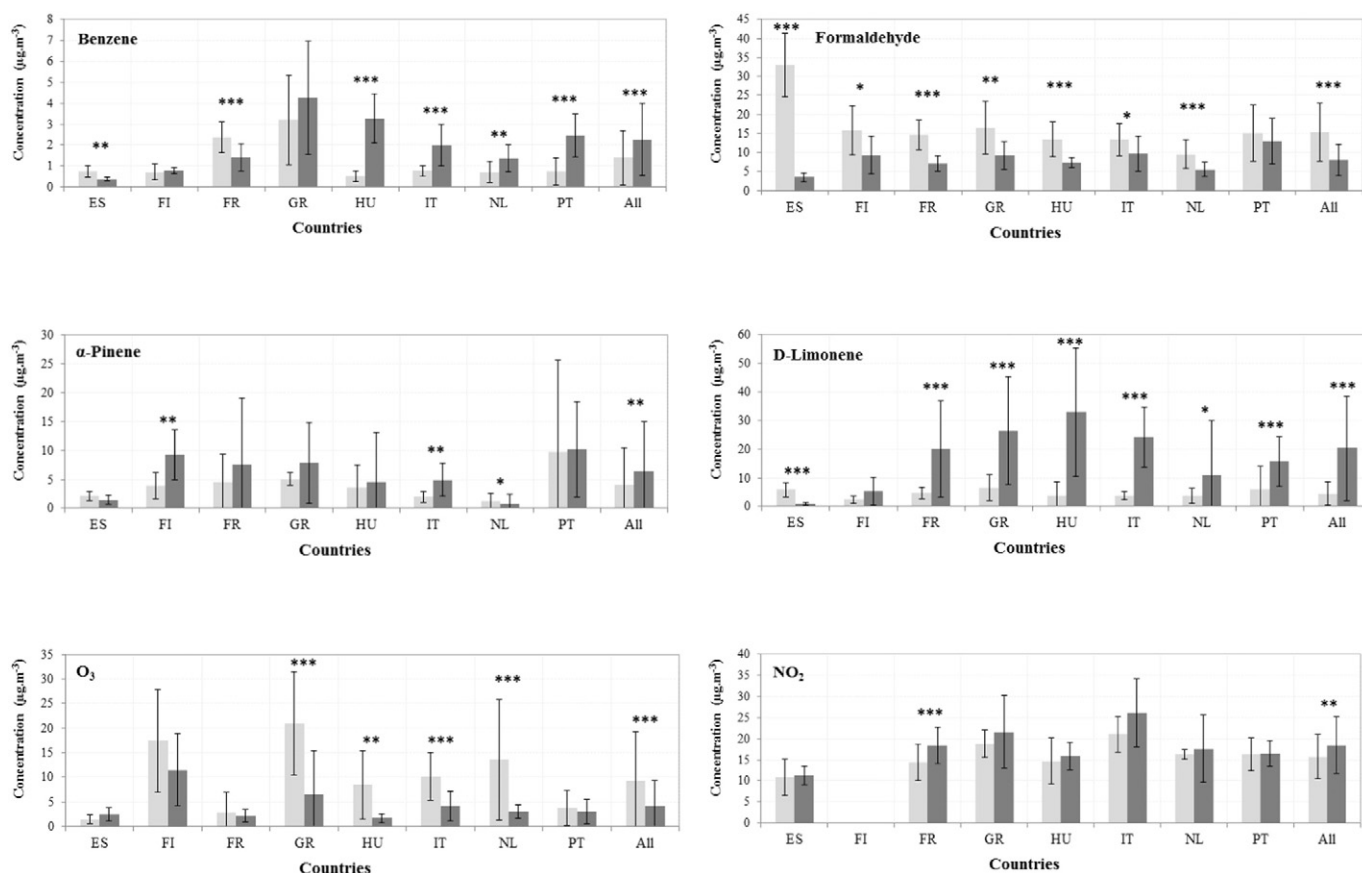 Benzene
Concentration (µg.m⁻³)
8
7
6
5
4
3
2
1
0
** *** *** *** ** *** ***
ES FI FR GR HU IT NL PT All
Countries
Formaldehyde
Concentration (µg.m⁻³)
45
40
35
30
25
20
15
10
5
0
*** * *** ** *** * *** ***
ES FI FR GR HU IT NL PT All
Countries
α-Pinene
Concentration (µg.m⁻³)
30
25
20
15
10
5
0
** ** * **
ES FI FR GR HU IT NL PT All
Countries
D-Limonene
Concentration (µg.m⁻³)
60
50
40
30
20
10
0
*** *** *** *** *** * *** ***
ES FI FR GR HU IT NL PT All
Countries
O₃
Concentration (µg.m⁻³)
35
30
25
20
15
10
5
0
*** ** *** *** ***
ES FI FR GR HU IT NL PT All
Countries
NO₂
Concentration (µg.m⁻³)
40
35
30
25
20
15
10
5
0
*** **
ES FI FR GR HU IT NL PT All
Countries